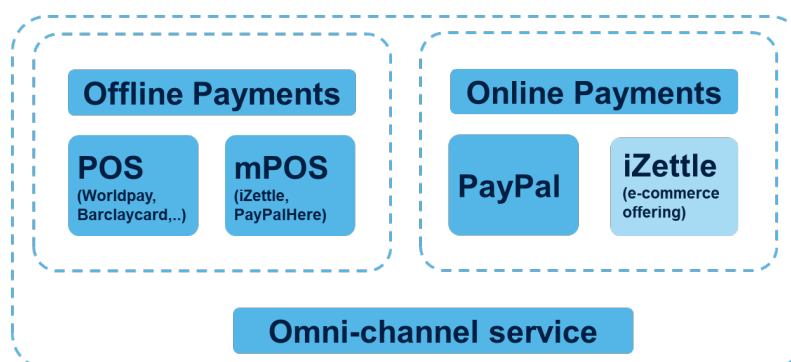 Offline Payments
POS
(Worldpay,
Barclaycard,..)
mPOS
(iZettle,
PayPalHere)
Online Payments
PayPal
iZettle
(e-commerce
offering)
Omni-channel service